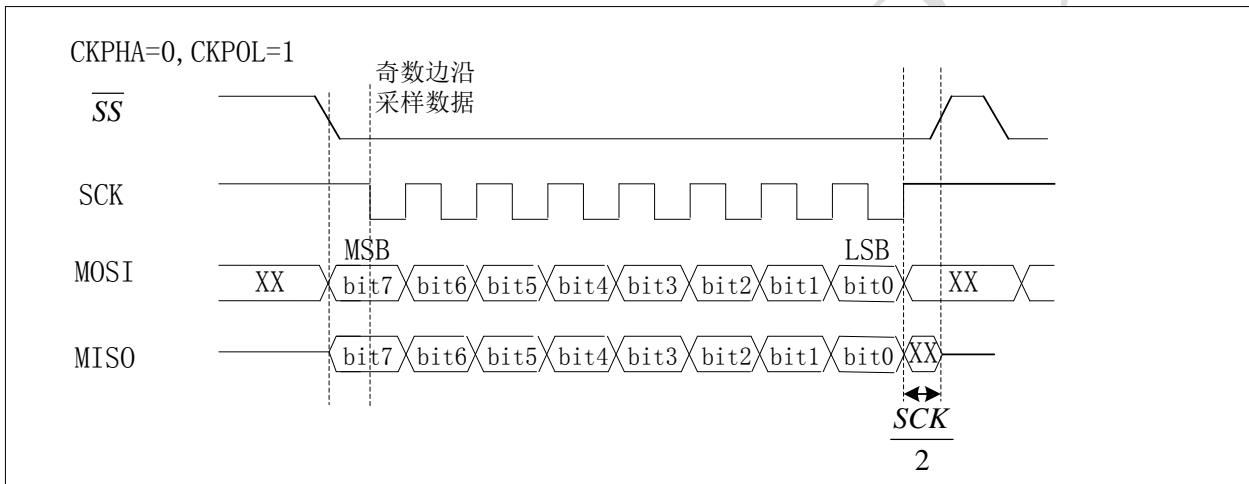 CKPHA=0, CKPOL=1
奇数边沿
采样数据
SS
SCK
MSB LSB
MOSI XX bit7 bit6 bit5 bit4 bit3 bit2 bit1 bit0 XX
MISO bit7 bit6 bit5 bit4 bit3 bit2 bit1 bit0 XX
SCK
2